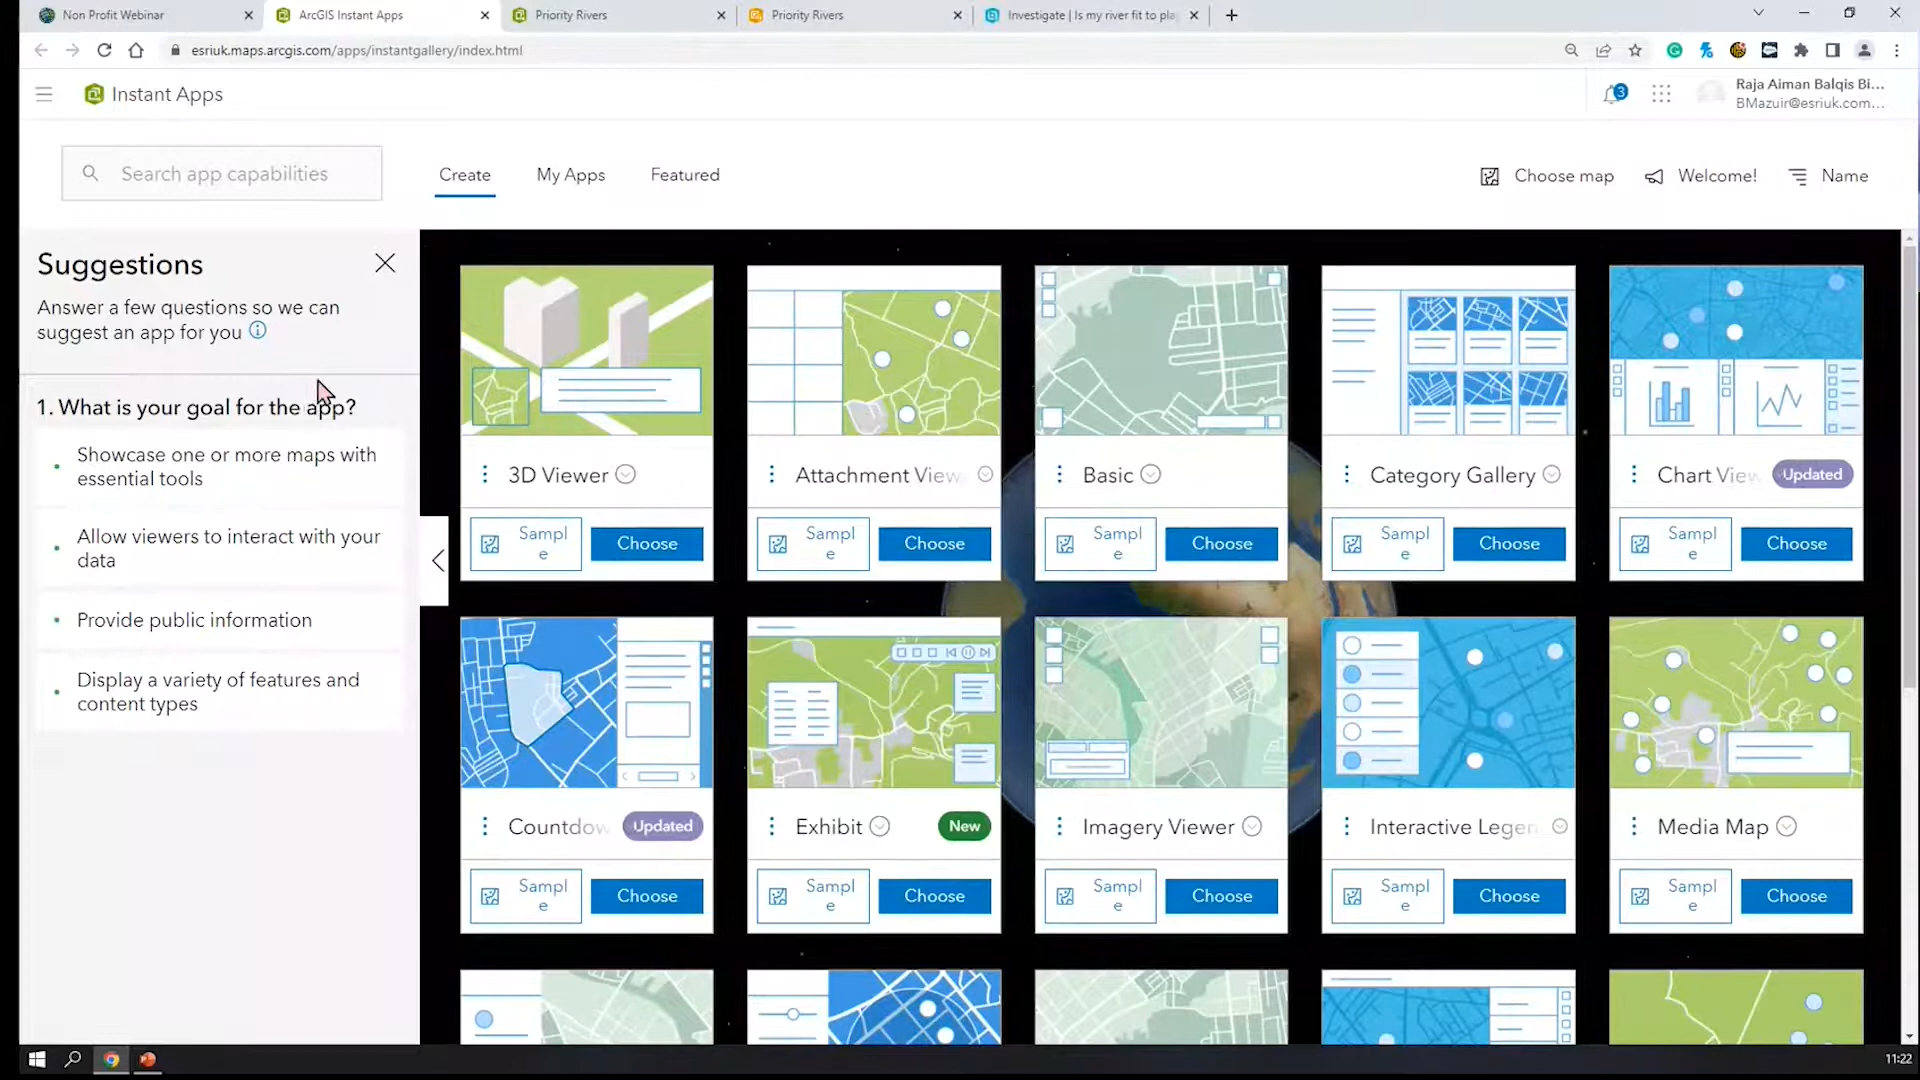 Non Profit Webinar
ArcGIS Instant Apps
Priority Rivers
Priority Rivers
Investigate | Is my river fit to pla
esriuk.maps.arcgis.com/apps/instantgallery/index.html
Instant Apps
3
Raja Aiman Balqis Bi...
BMazuir@esriuk.com...
Search app capabilities
Create
My Apps
Featured
Choose map
Welcome!
Name
Suggestions
Answer a few questions so we can
suggest an app for you
1. What is your goal for the app?
Showcase one or more maps with
essential tools
Allow viewers to interact with your
data
Provide public information
Display a variety of features and
content types
3D Viewer
Attachment View
Basic
Category Gallery
Chart View
Updated
Sampl
e
Choose
Sampl
e
Choose
Sampl
e
Choose
Sampl
e
Choose
Sampl
e
Choose
Countdow
Updated
Exhibit
New
Imagery Viewer
Interactive Legen
Media Map
Sampl
e
Choose
Sampl
e
Choose
Sampl
e
Choose
Sampl
e
Choose
Sampl
e
Choose
11:22